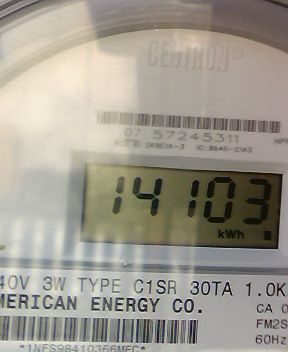 CENTRON®
07 57245311
14103
kWh
40V 3W TYPE C1SR 30TA 1.0K
MERICAN ENERGY CO.
CA 0
FM2S
60Hz
*1NFS98410366MEC*